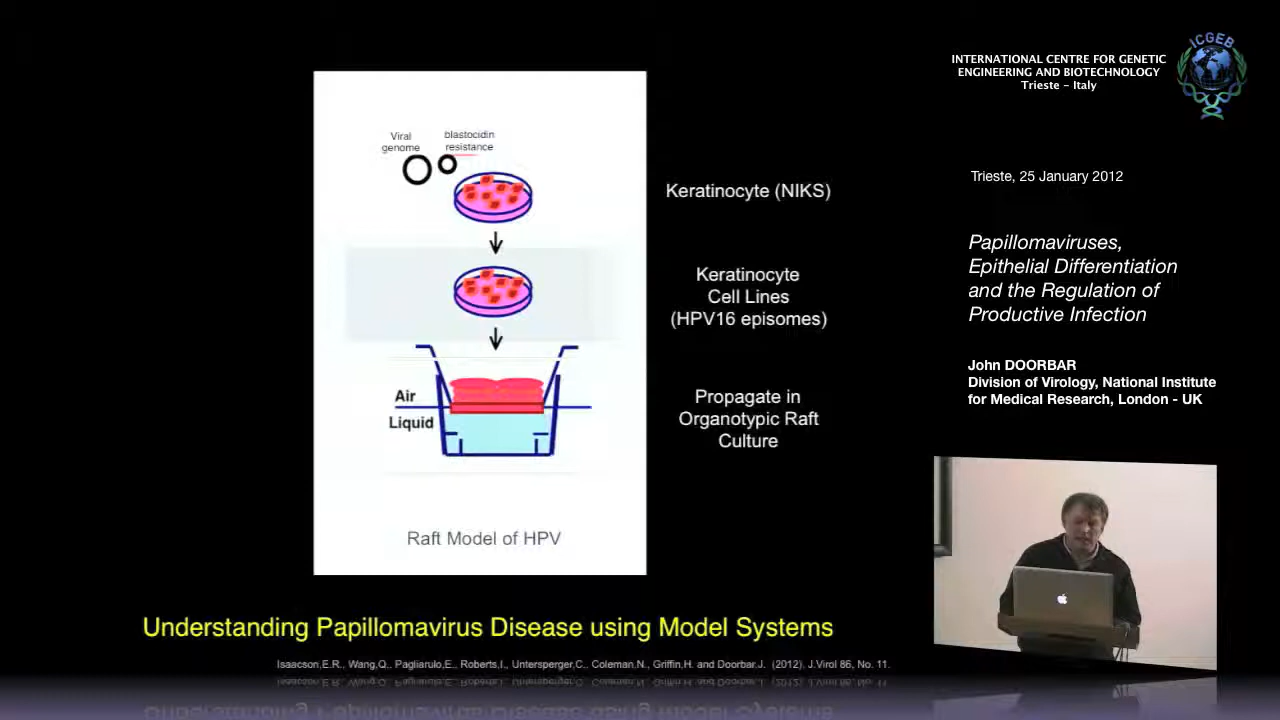 Viral
genome
blastocidin
resistance
Keratinocyte (NIKS)
Keratinocyte
Cell Lines
(HPV16 episomes)
Air
Liquid
Propagate in
Organotypic Raft
Culture
Raft Model of HPV
Understanding Papillomavirus Disease using Model Systems
Isaacson,E.R., Wang,Q., Pagliarulo,E., Roberts,I., Untersperger,C., Coleman,N., Griffin,H. and Doorbar.J. (2012). J.Virol 86, No. 11.
INTERNATIONAL CENTRE FOR GENETIC
ENGINEERING AND BIOTECHNOLOGY
Trieste – Italy
ICGEB
Trieste, 25 January 2012
Papillomaviruses,
Epithelial Differentiation
and the Regulation of
Productive Infection
John DOORBAR
Division of Virology, National Institute
for Medical Research, London - UK